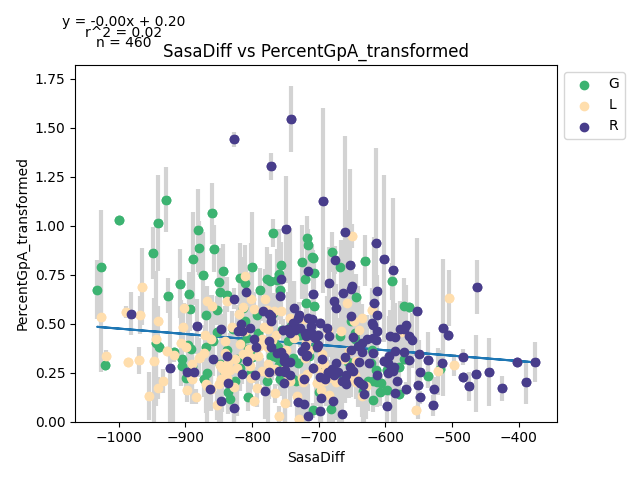 y = -0.00x + 0.20
r^2 = 0.02
n = 460
SasaDiff vs PercentGpA_transformed
1.75
1.50
1.25
1.00
0.75
0.50
0.25
0.00
PercentGpA_transformed
−1000 −900 −800 −700 −600 −500 −400
SasaDiff
G
L
R